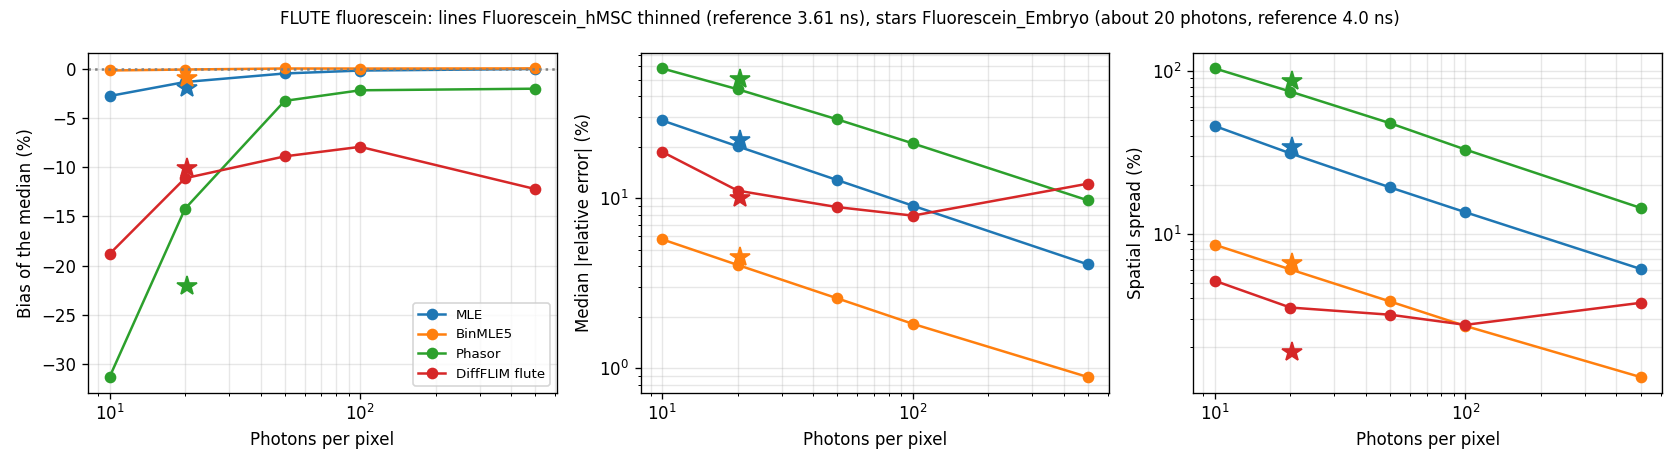 FLUTE fluorescein: lines Fluorescein_hMSC thinned (reference 3.61 ns), stars Fluorescein_Embryo (about 20 photons, reference 4.0 ns)
Bias of the median (%)
0
−5
−10
−15
−20
−25
−30
10¹
10²
Photons per pixel
MLE
BinMLE5
Phasor
DiffFLIM flute
Median |relative error| (%)
10¹
10⁰
10¹
10²
Photons per pixel
Spatial spread (%)
10²
10¹
10¹
10²
Photons per pixel